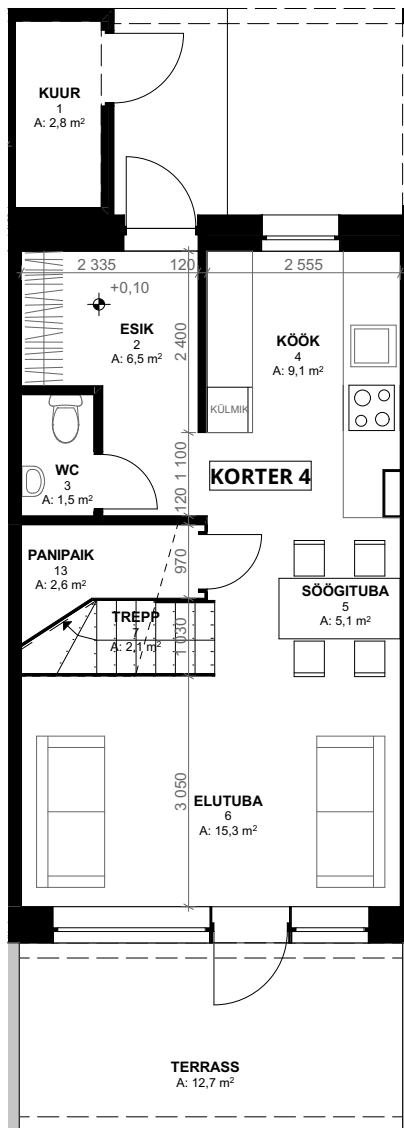 KUUR
1
A: 2,8 m²
2 335
120
2 555
+0,10
ESIK
2
A: 6,5 m²
2 400
KÖÖK
4
A: 9,1 m²
KÜLMIK
WC
3
A: 1,5 m²
1 100
KORTER 4
120
PANIPAIK
13
A: 2,6 m²
970
SÖÖGITUBA
5
A: 5,1 m²
TREPP
7
A: 2,1 m²
1 030
3 050
ELUTUBA
6
A: 15,3 m²
TERRASS
A: 12,7 m²